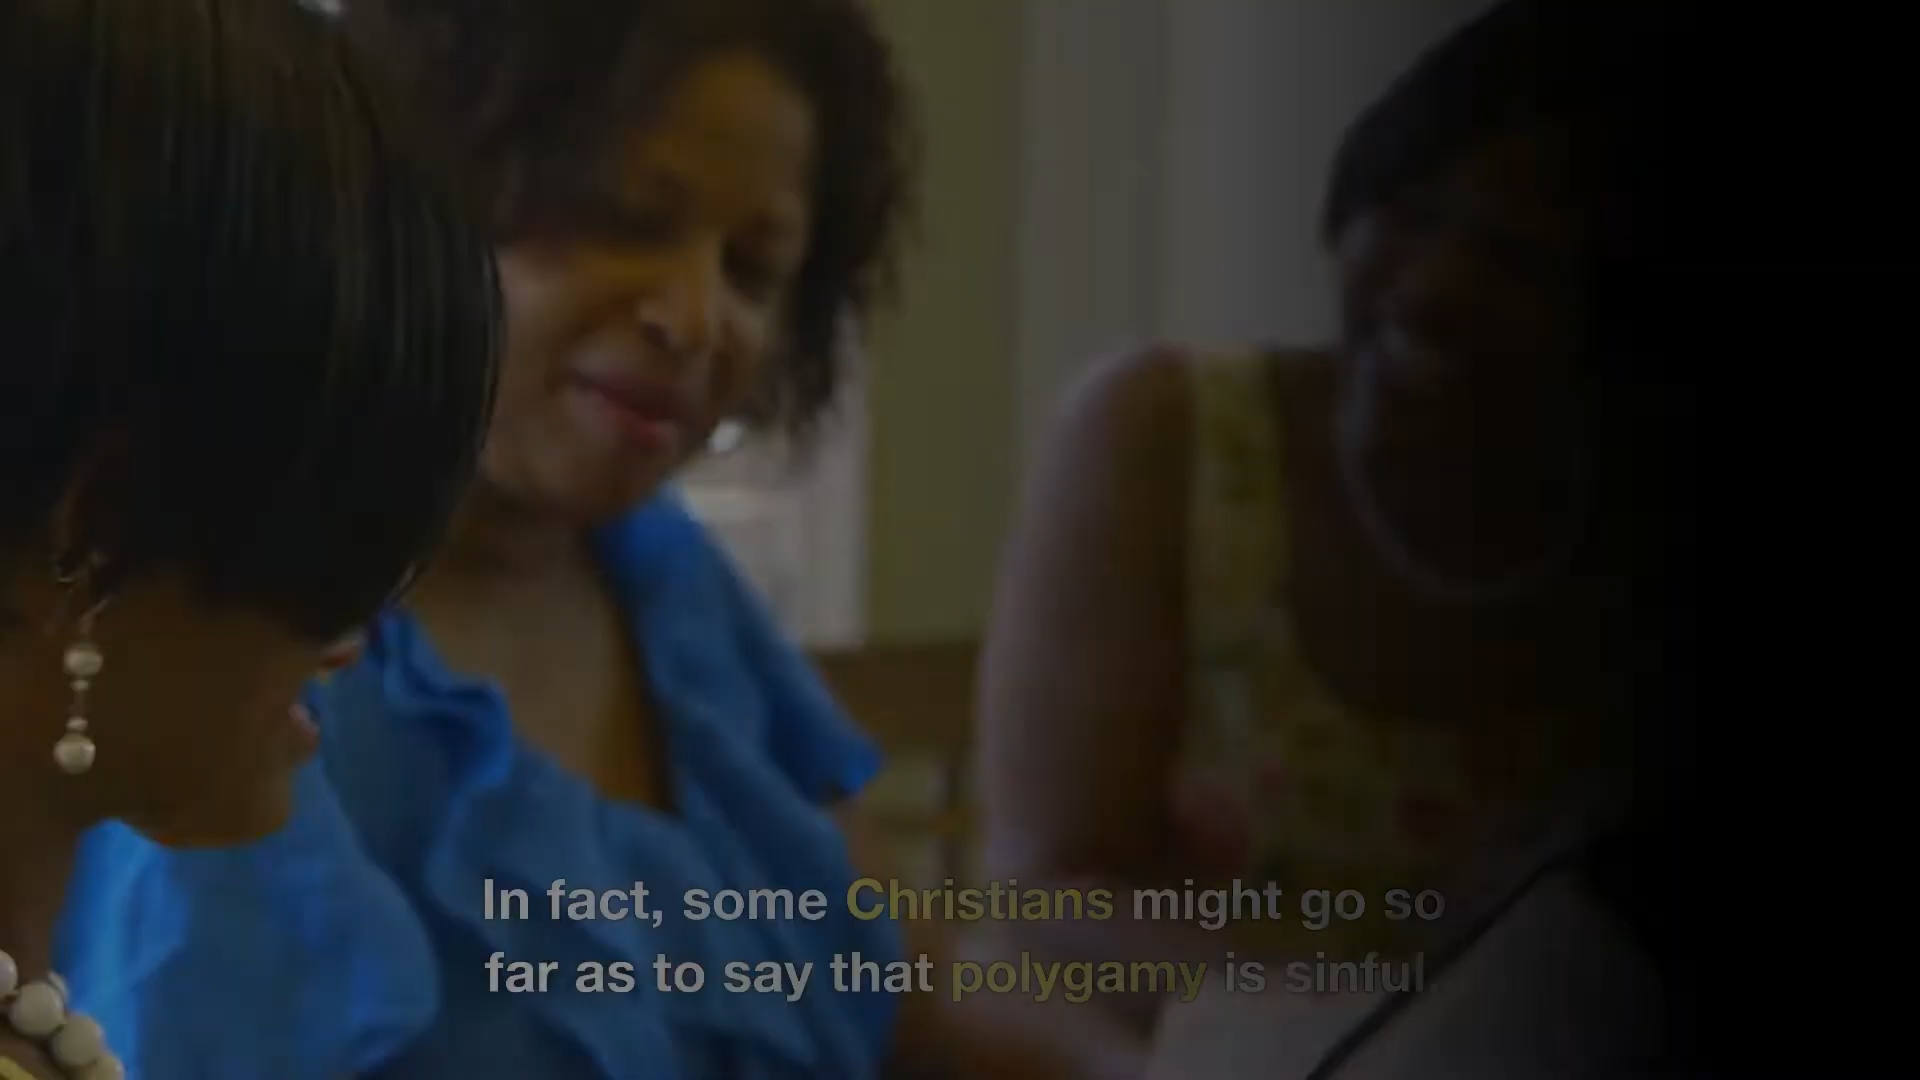 In fact, some Christians might go so
far as to say that polygamy is sinful.